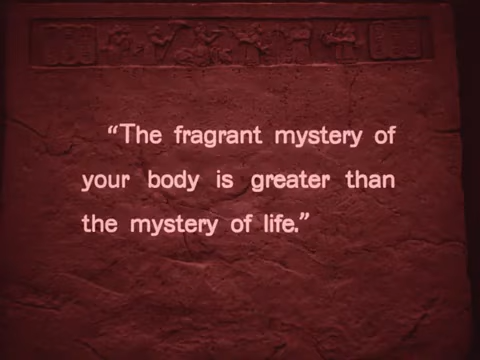 “The fragrant mystery of
your body is greater than
the mystery of life.”